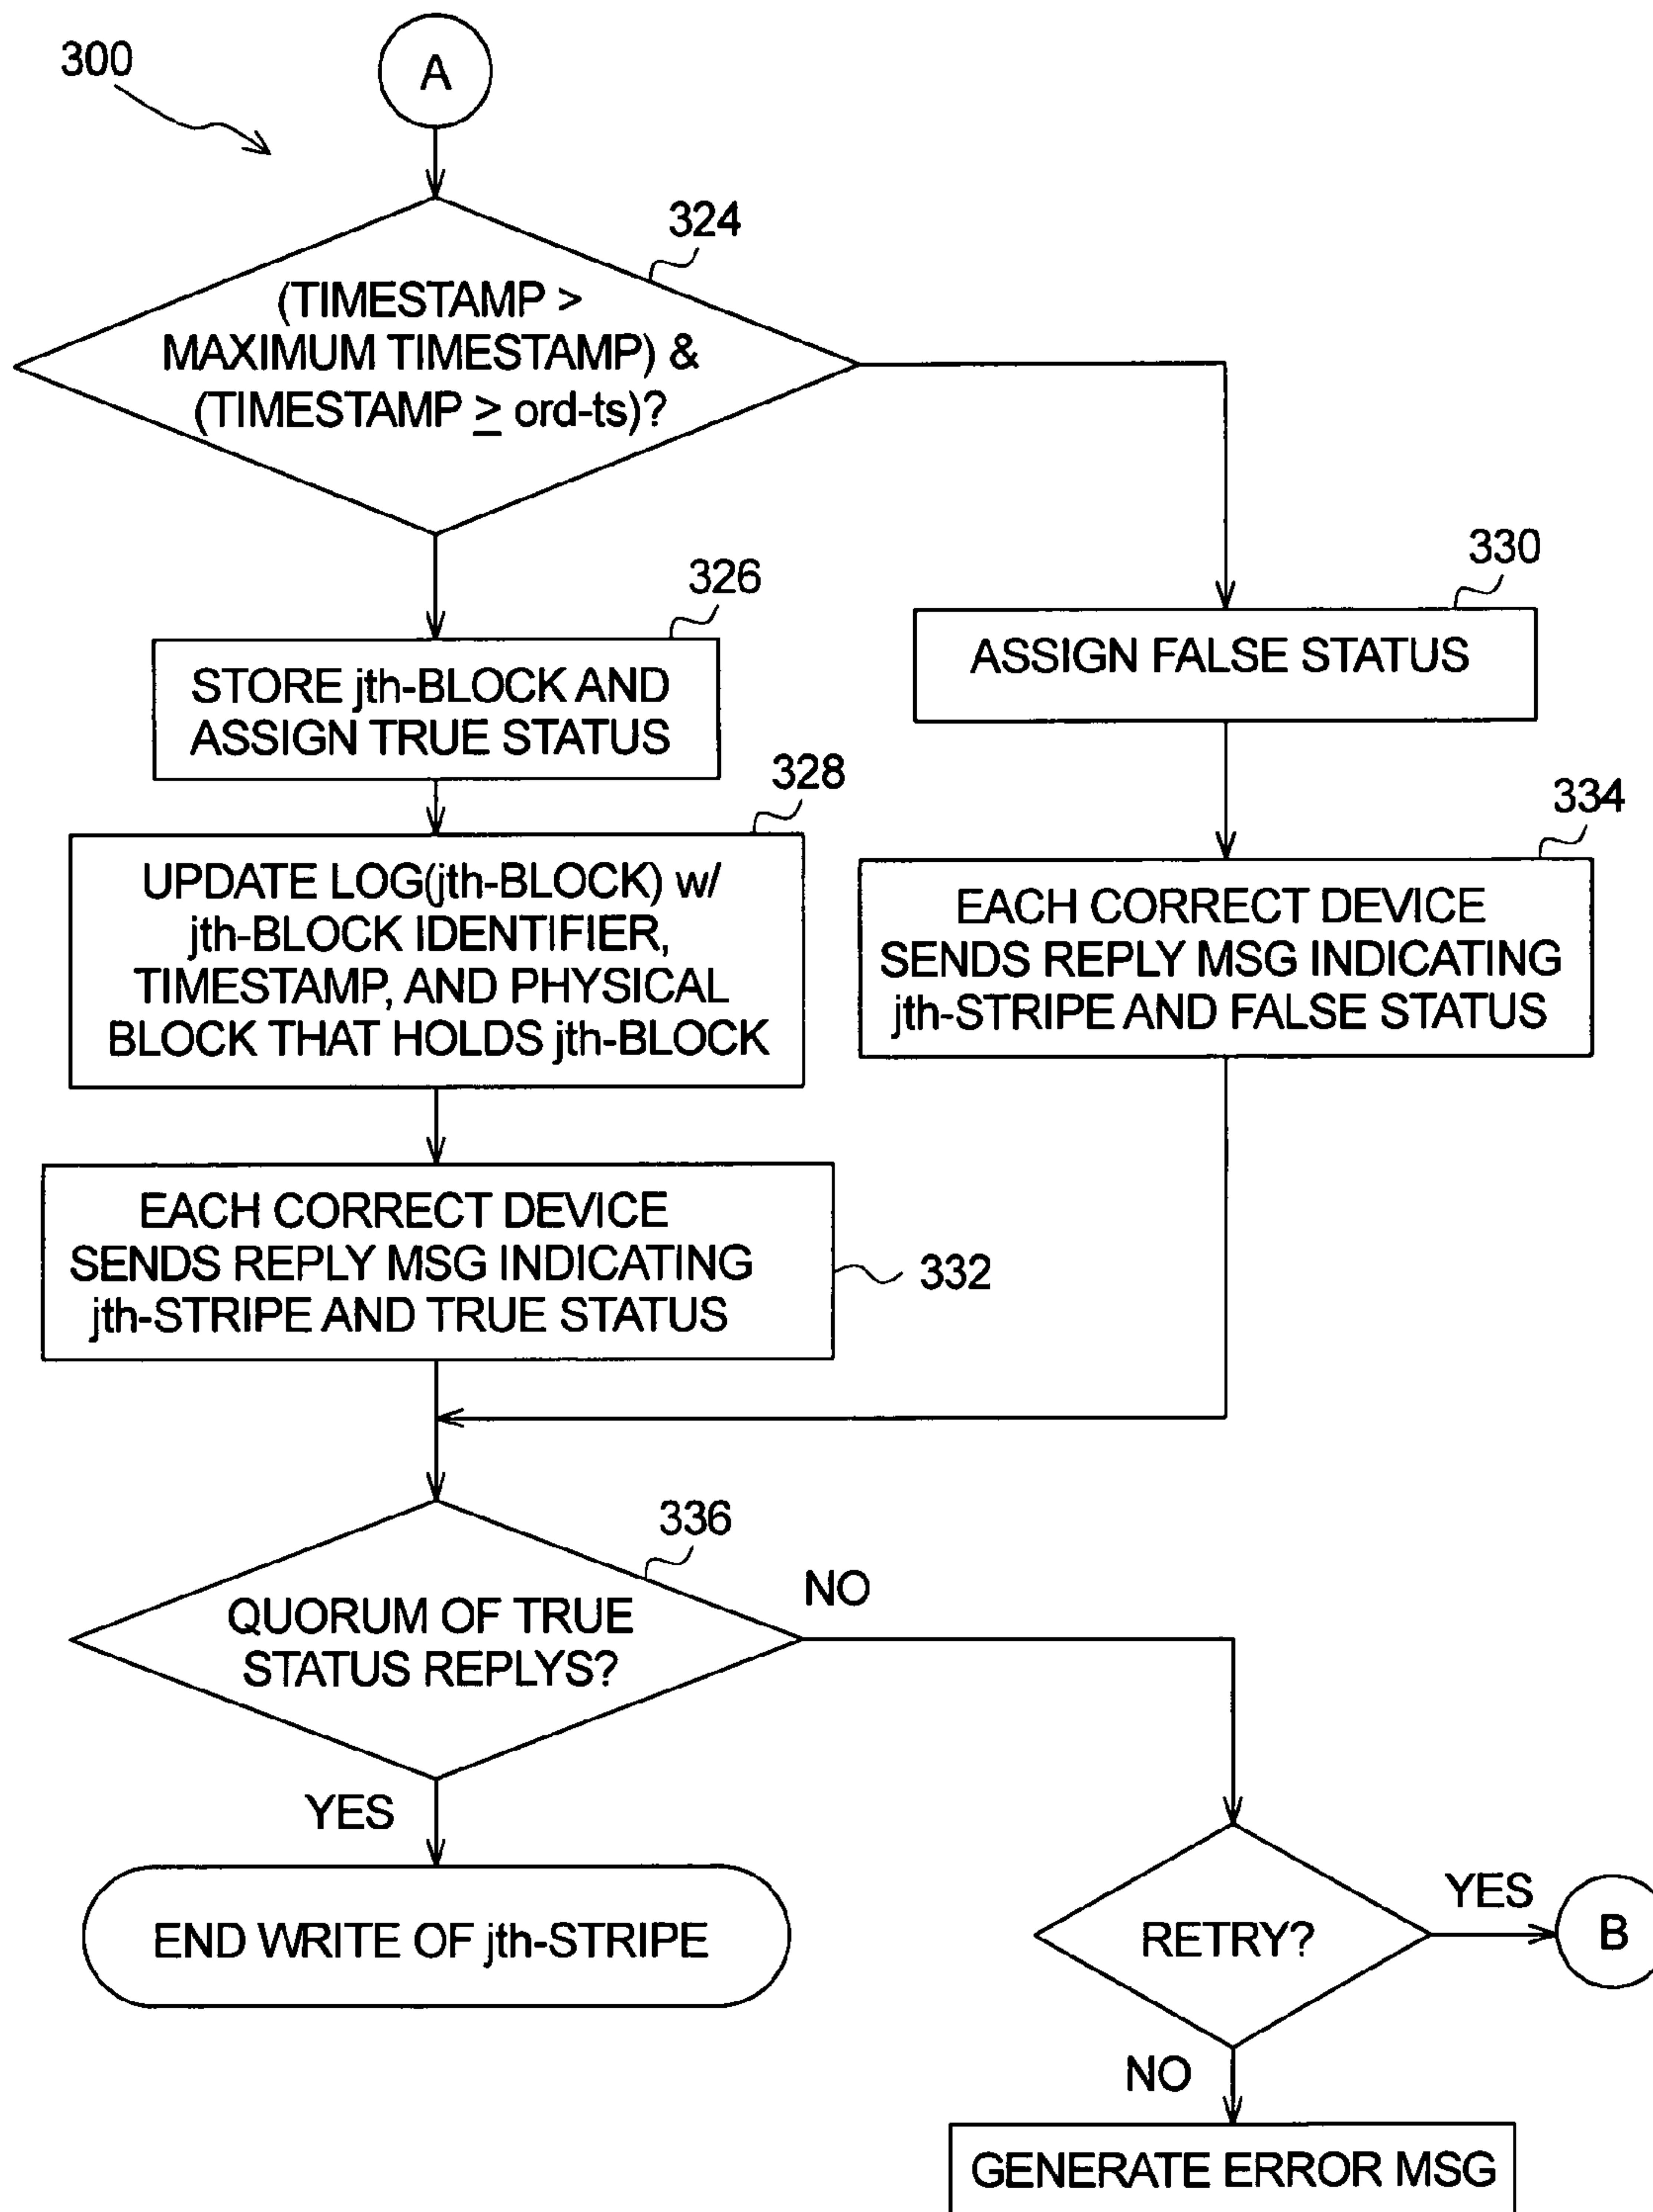 300
A
324
(TIMESTAMP >
MAXIMUM TIMESTAMP) &
(TIMESTAMP ≥ ord-ts)?
326
STORE jth-BLOCK AND
ASSIGN TRUE STATUS
330
ASSIGN FALSE STATUS
328
UPDATE LOG(jth-BLOCK) w/
jth-BLOCK IDENTIFIER,
TIMESTAMP, AND PHYSICAL
BLOCK THAT HOLDS jth-BLOCK
334
EACH CORRECT DEVICE
SENDS REPLY MSG INDICATING
jth-STRIPE AND FALSE STATUS
EACH CORRECT DEVICE
SENDS REPLY MSG INDICATING
jth-STRIPE AND TRUE STATUS
332
336
QUORUM OF TRUE
STATUS REPLYS?
NO
YES
END WRITE OF jth-STRIPE
RETRY?
YES
B
NO
GENERATE ERROR MSG